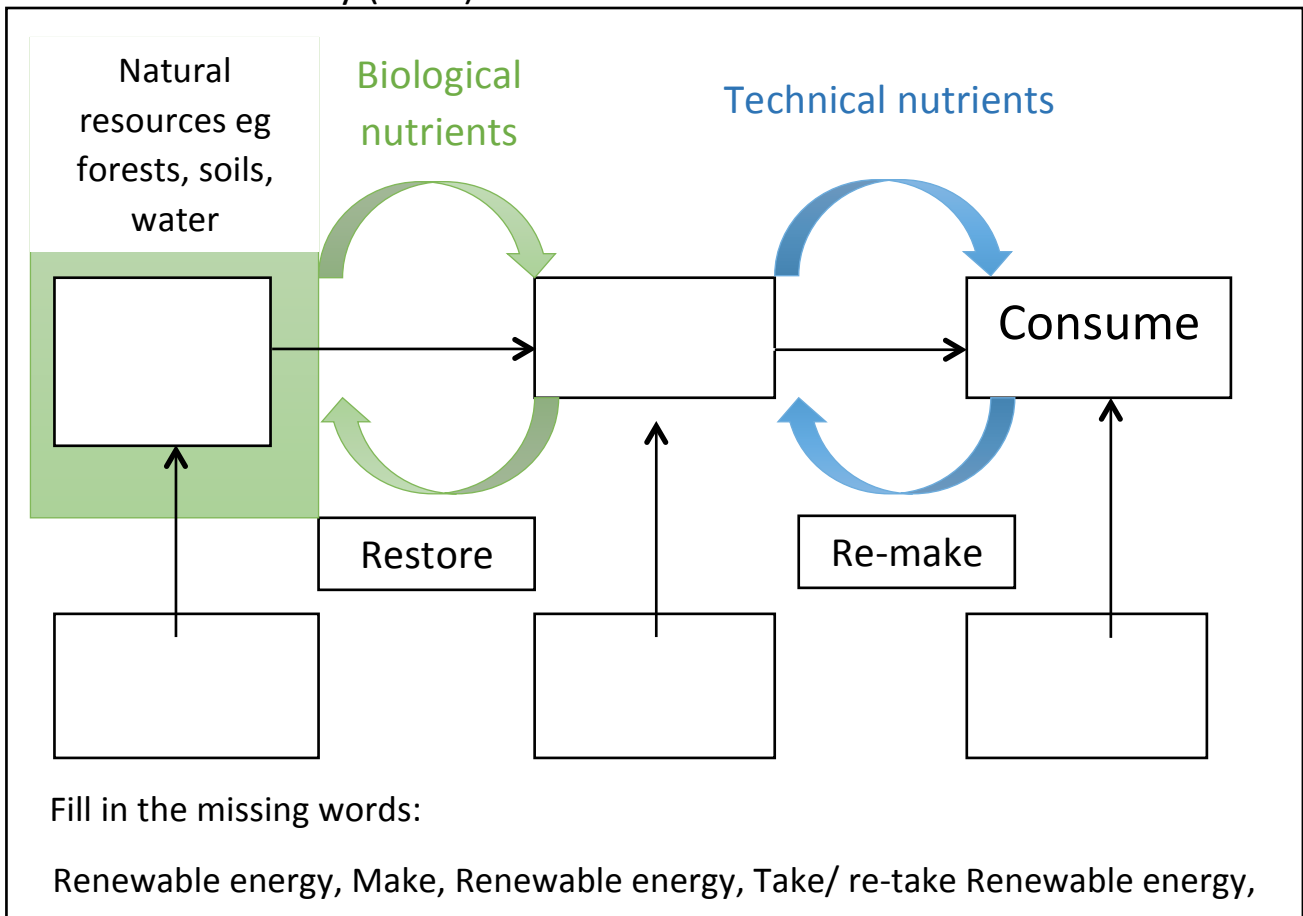 Natural
resources eg
forests, soils,
water
Biological
nutrients
Technical nutrients
Consume
Restore
Re-make
Fill in the missing words:
Renewable energy, Make, Renewable energy, Take/ re-take Renewable energy,